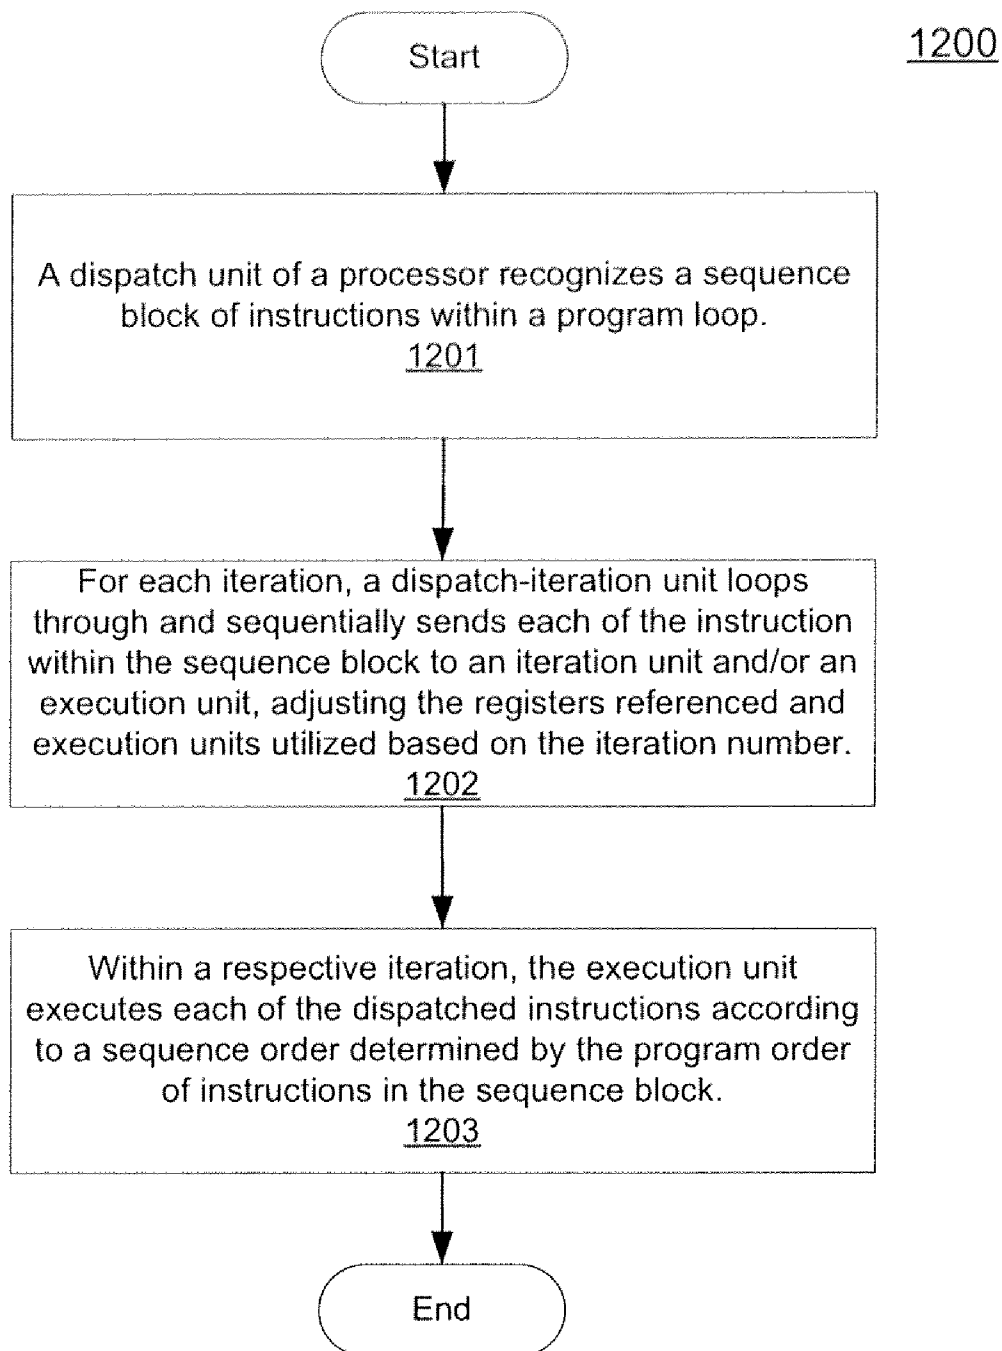 1200
Start
A dispatch unit of a processor recognizes a sequence
block of instructions within a program loop.
1201
For each iteration, a dispatch-iteration unit loops
through and sequentially sends each of the instruction
within the sequence block to an iteration unit and/or an
execution unit, adjusting the registers referenced and
execution units utilized based on the iteration number.
1202
Within a respective iteration, the execution unit
executes each of the dispatched instructions according
to a sequence order determined by the program order
of instructions in the sequence block.
1203
End